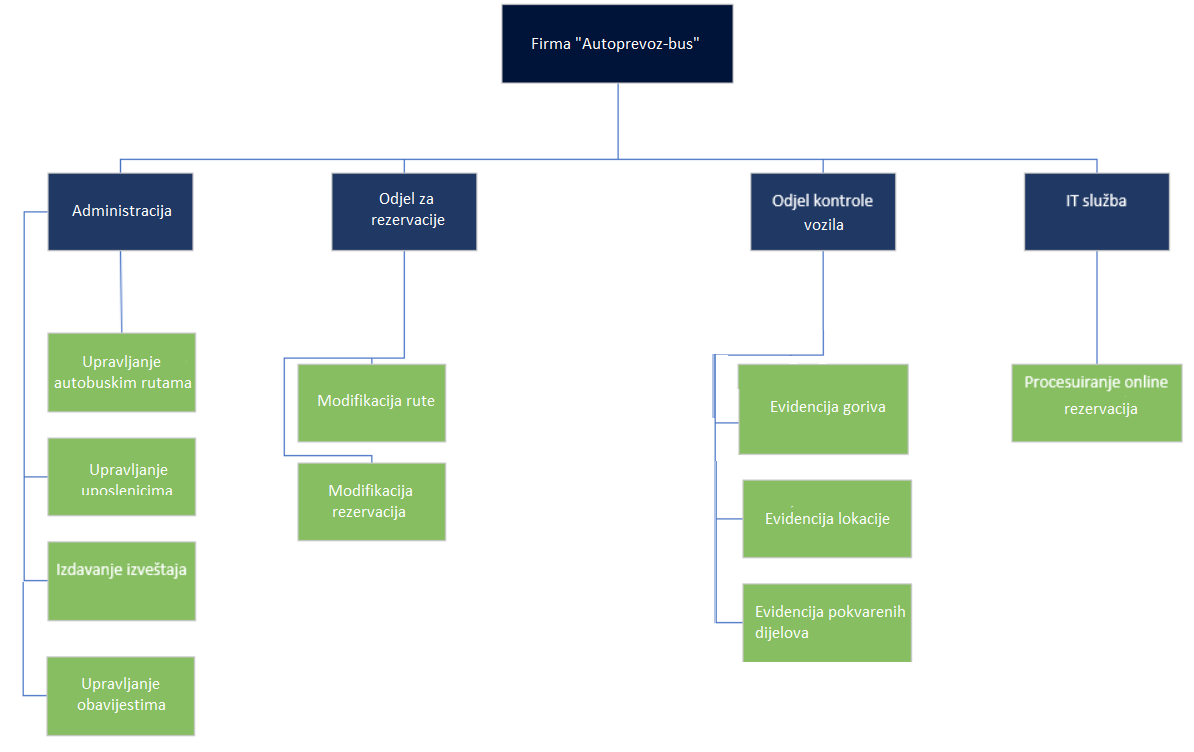 Firma "Autoprevoz-bus"
Administracija
Odjel za
rezervacije
Odjel kontrole
vozila
IT služba
Upravljanje
autobuskim rutama
Upravljanje
uposlenicima
Izdavanje izveštaja
Upravljanje
obavijestima
Modifikacija rute
Modifikacija
rezervacija
Evidencija goriva
Evidencija lokacije
Evidencija pokvarenih
dijelova
Procesuiranje online
rezervacija